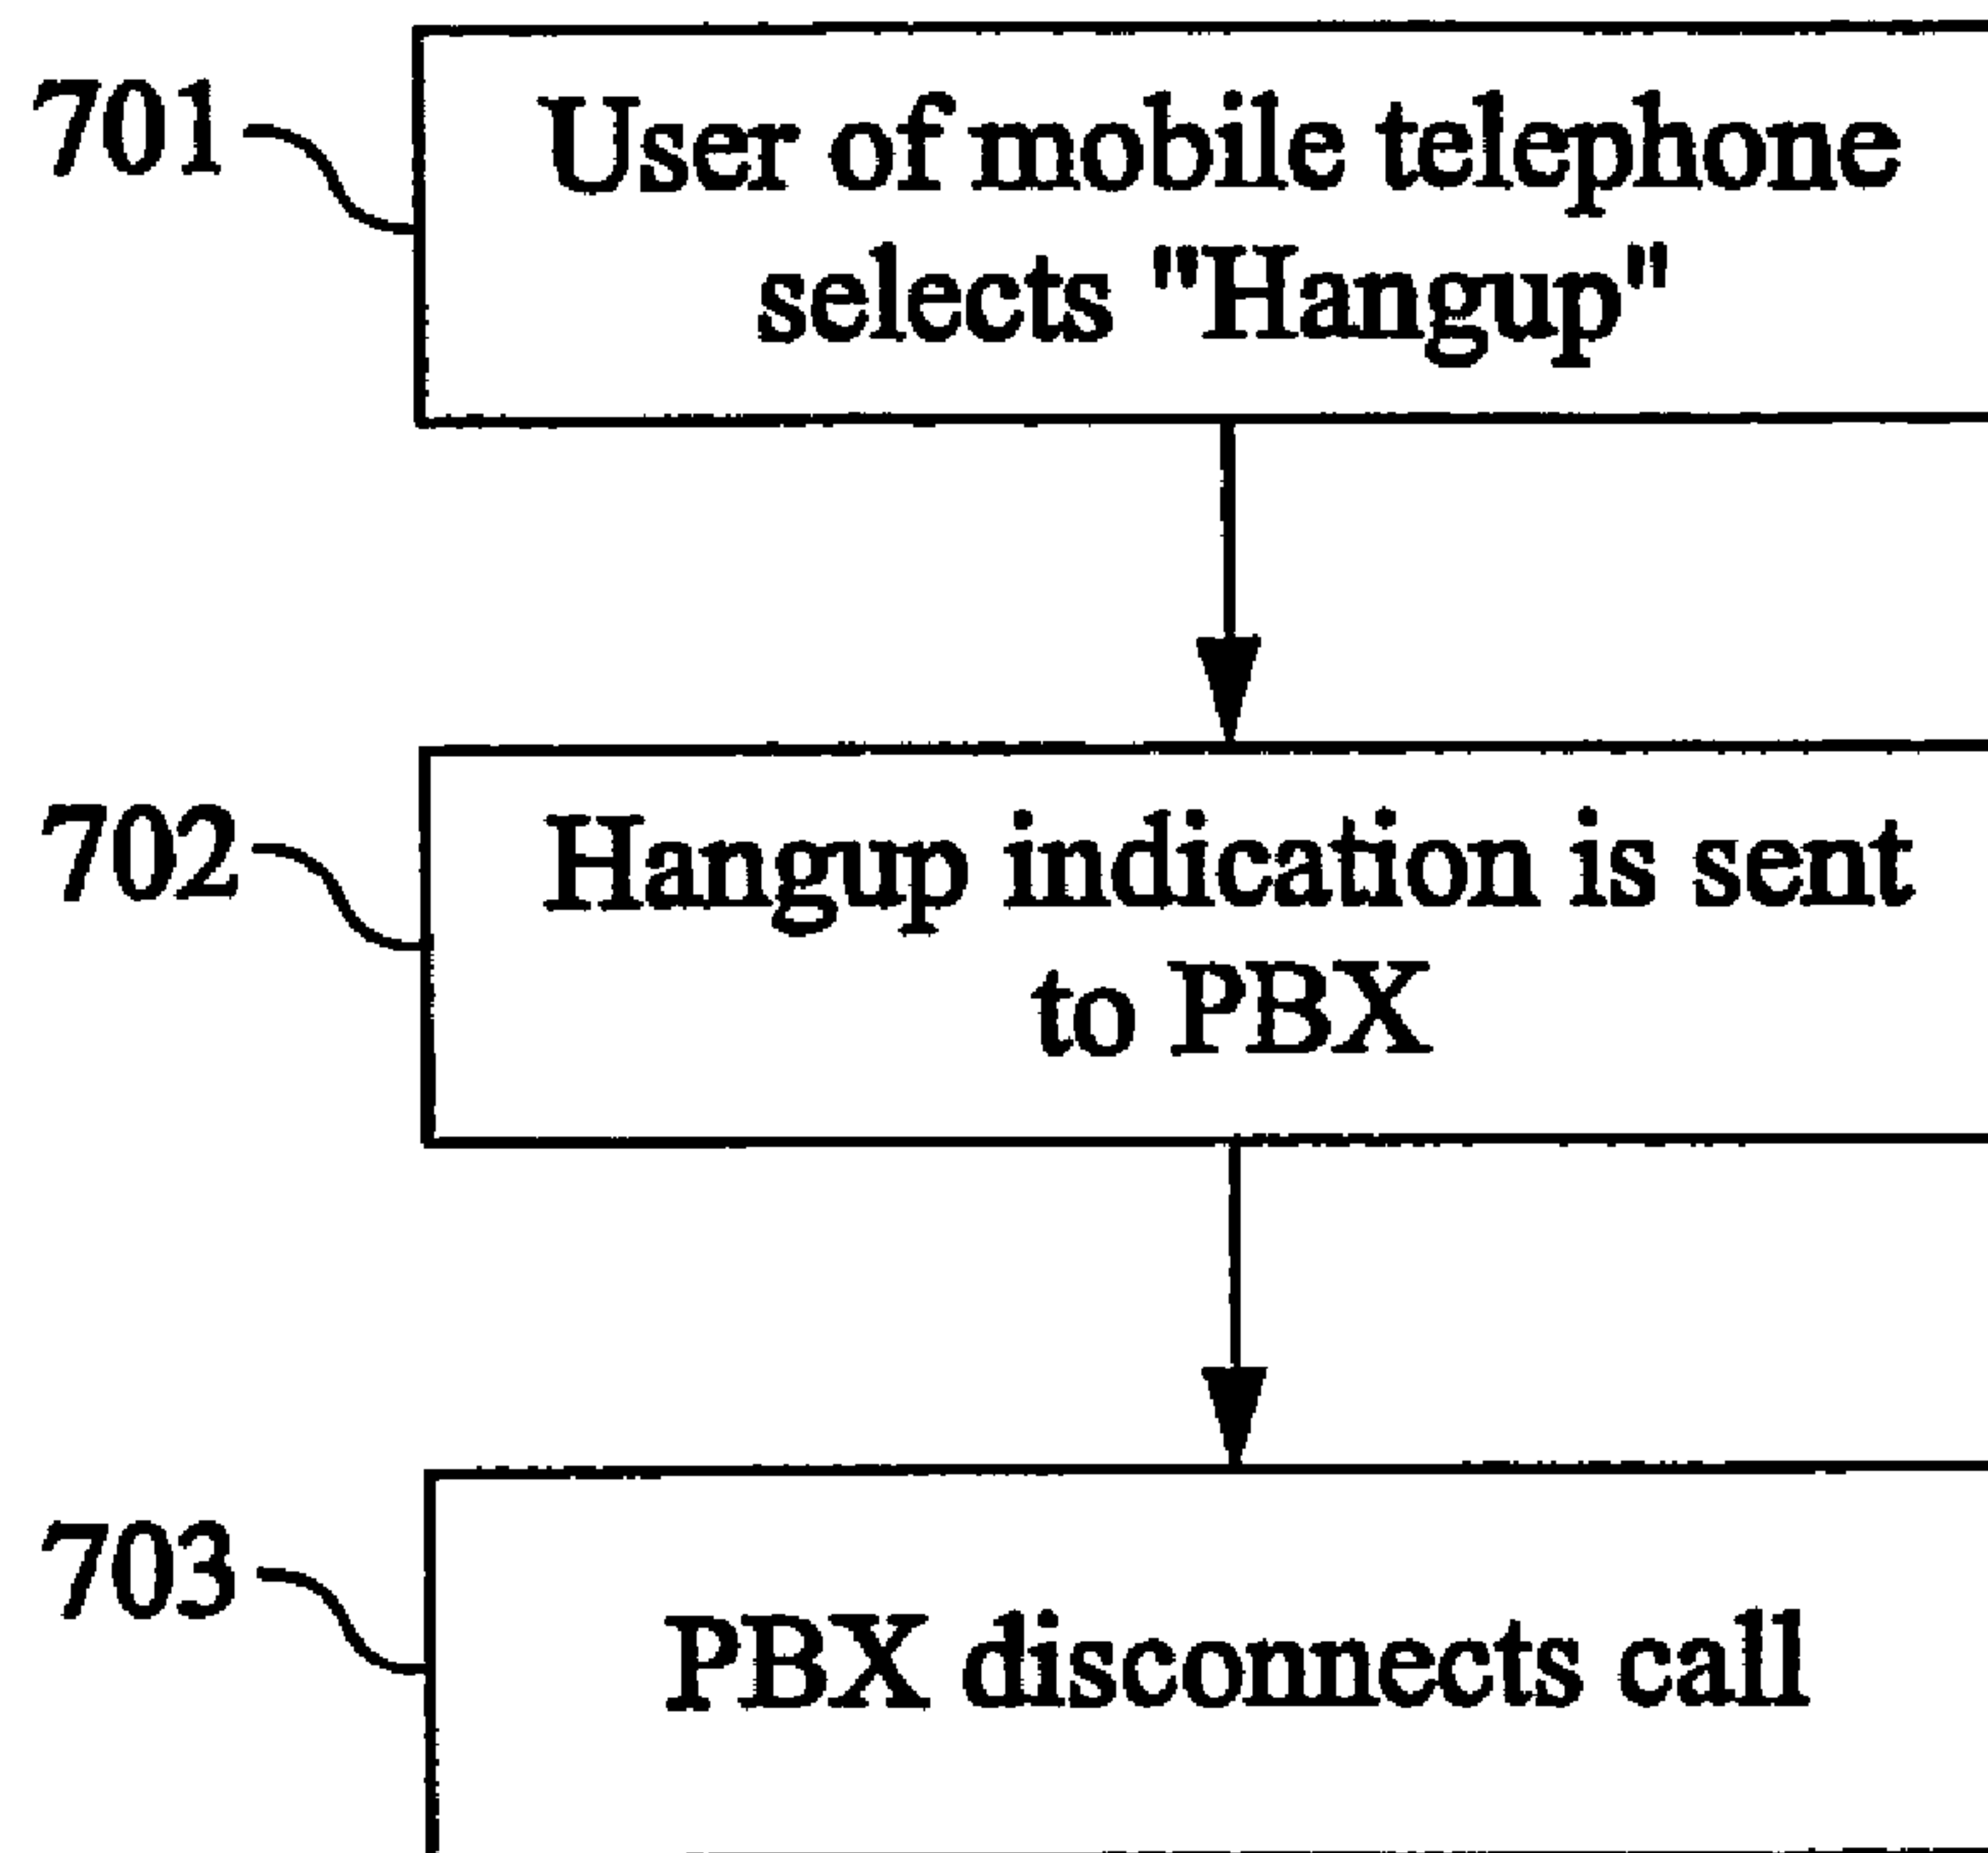 701
User of mobile telephone
selects "Hangup"
702
Hangup indication is sent
to PBX
703
PBX disconnects call